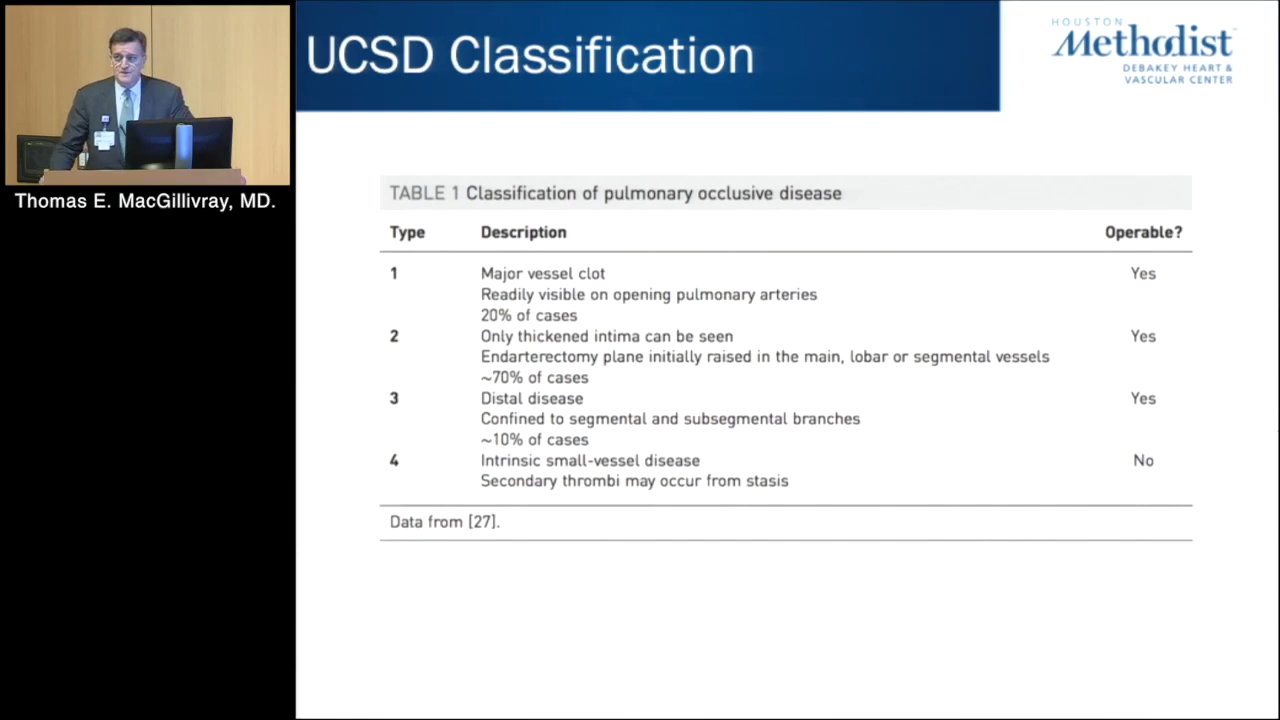 UCSD Classification
HOUSTON
Methodist
DEBAKEY HEART &
VASCULAR CENTER
Thomas E. MacGillivray, MD.
TABLE 1 Classification of pulmonary occlusive disease
Type Description Operable?
1 Major vessel clot Yes
Readily visible on opening pulmonary arteries
20% of cases
2 Only thickened intima can be seen Yes
Endarterectomy plane initially raised in the main, lobar or segmental vessels
~70% of cases
3 Distal disease Yes
Confined to segmental and subsegmental branches
~10% of cases
4 Intrinsic small-vessel disease No
Secondary thrombi may occur from stasis
Data from [27].